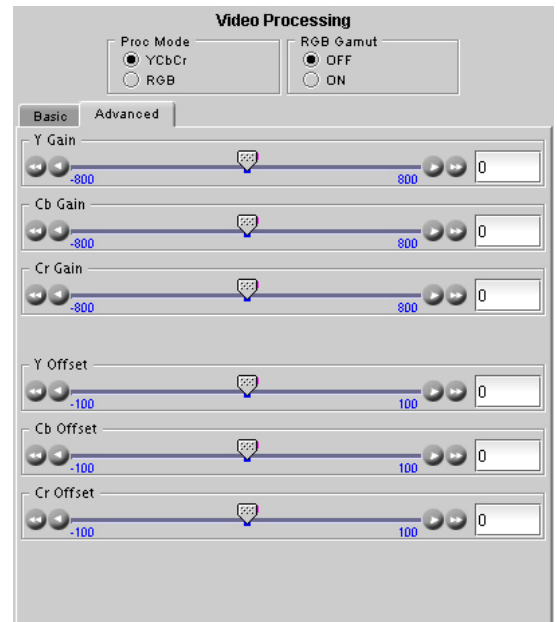 Video Processing
Proc Mode
YCbCr
RGB
RGB Gamut
OFF
ON
Basic Advanced
Y Gain
-800 800 0
Cb Gain
-800 800 0
Cr Gain
-800 800 0
Y Offset
-100 100 0
Cb Offset
-100 100 0
Cr Offset
-100 100 0